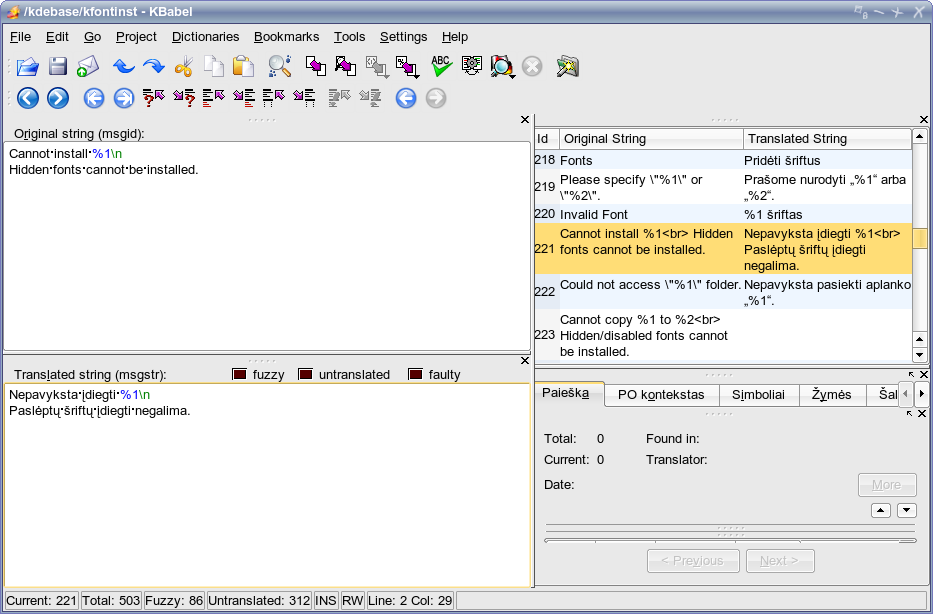 /kdebase/kfontinst - KBabel
File Edit Go Project Dictionaries Bookmarks Tools Settings Help
ABC
Original string (msgid):
Cannot·install·%1\n
Hidden·fonts·cannot·be·installed.
Translated string (msgstr):
fuzzy untranslated faulty
Nepavyksta·įdiegti·%1\n
Paslėptų·šriftų·įdiegti·negalima.
Id Original String Translated String
218 Fonts Pridėti šriftus
219 Please specify \"%1\" or Prašome nurodyti „%1“ arba
\"%2\". „%2“.
220 Invalid Font %1 šriftas
221 Cannot install %1<br> Hidden Nepavyksta įdiegti %1<br>
fonts cannot be installed. Paslėptų šriftų įdiegti
negalima.
222 Could not access \"%1\" folder. Nepavyksta pasiekti aplanko
„%1“.
223 Cannot copy %1 to %2<br>
Hidden/disabled fonts cannot
be installed.
Paieška PO kontekstas Simboliai Žymės Šal
Total: 0 Found in:
Current: 0 Translator:
Date: More
< Previous Next >
Current: 221 Total: 503 Fuzzy: 86 Untranslated: 312 INS RW Line: 2 Col: 29